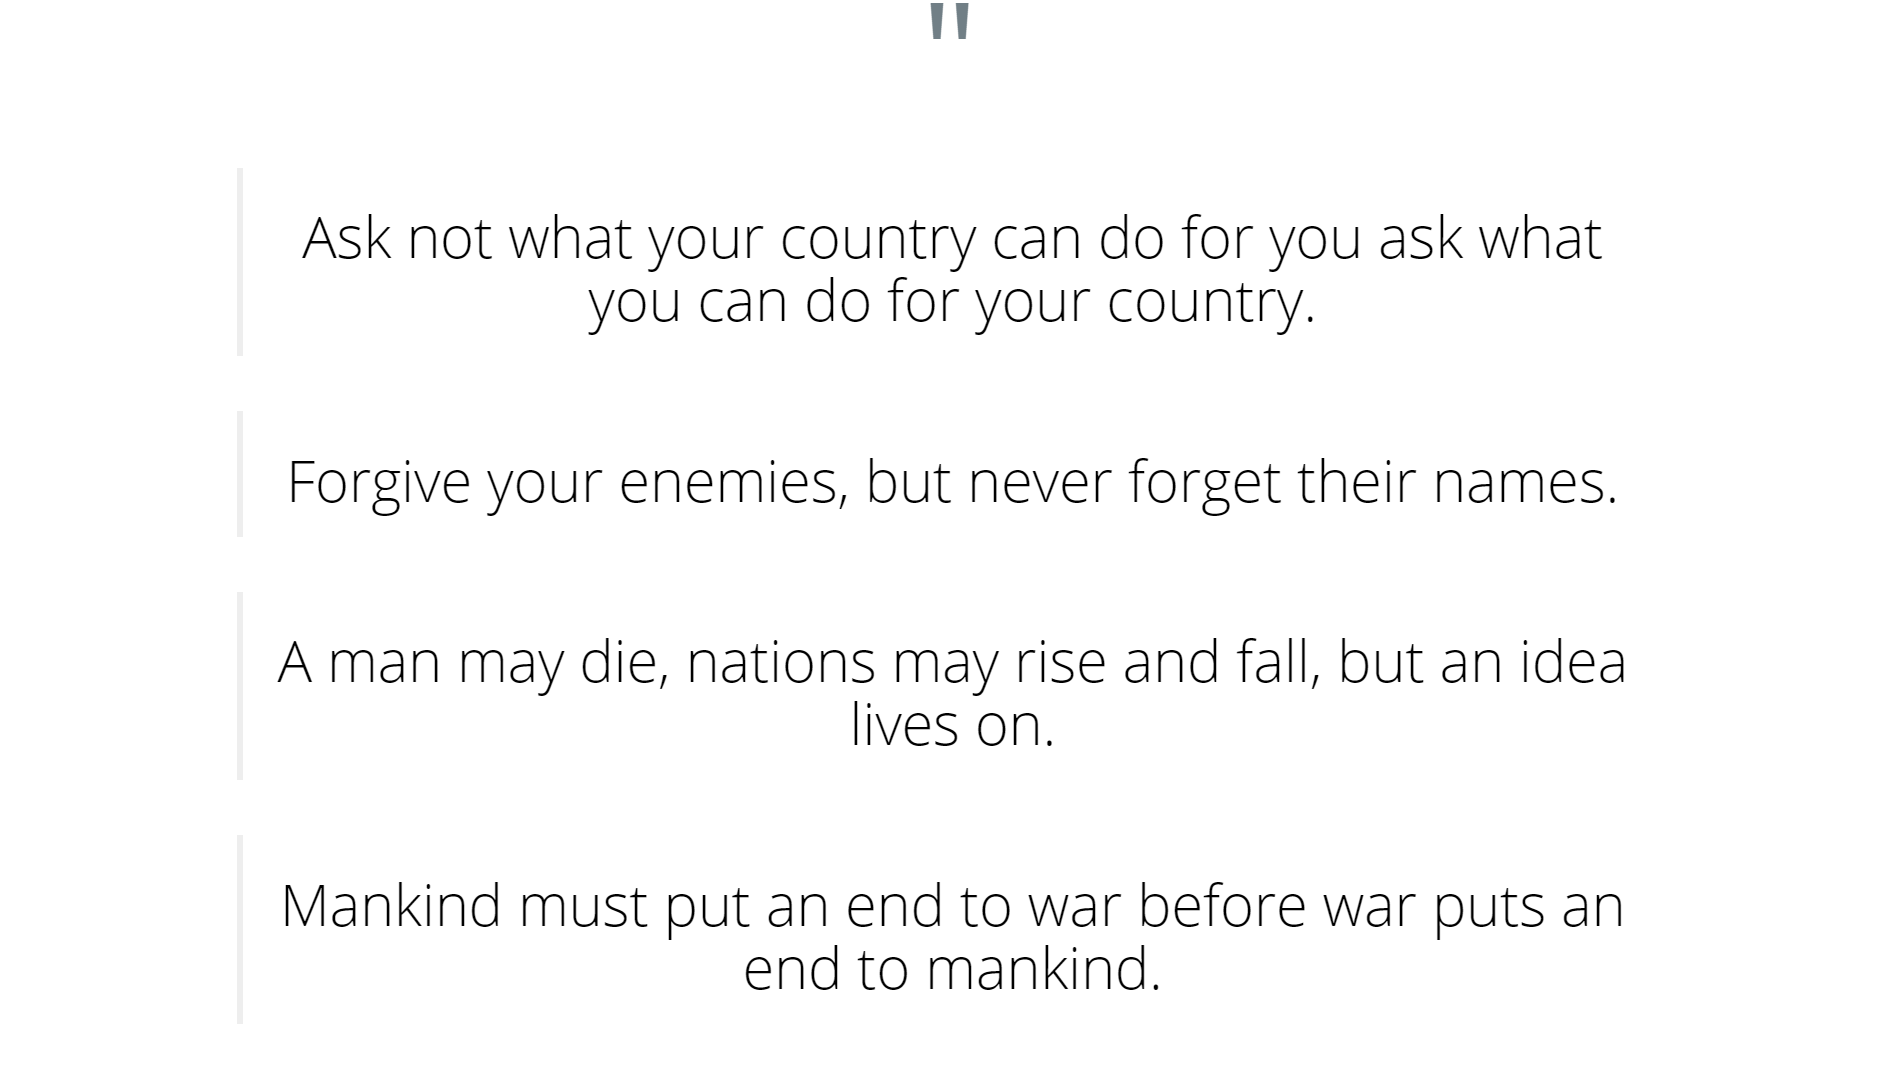 "
Ask not what your country can do for you ask what
you can do for your country.
Forgive your enemies, but never forget their names.
A man may die, nations may rise and fall, but an idea
lives on.
Mankind must put an end to war before war puts an
end to mankind.